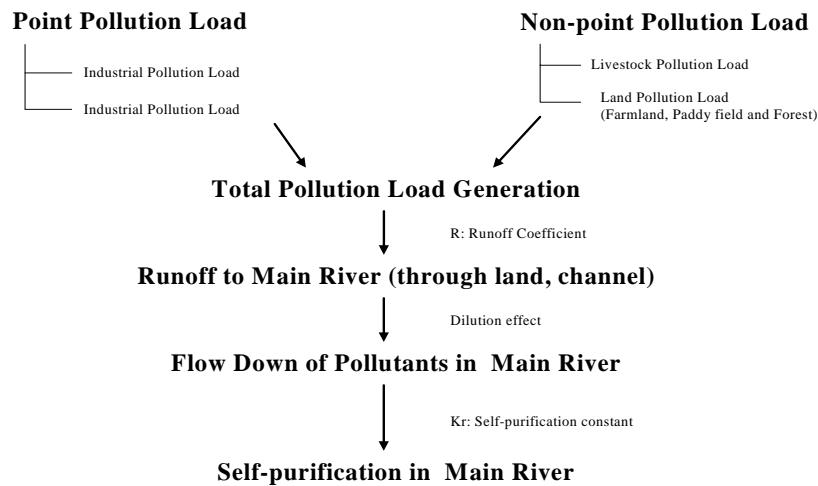 Point Pollution Load
Industrial Pollution Load
Industrial Pollution Load
Non-point Pollution Load
Livestock Pollution Load
Land Pollution Load
(Farmland, Paddy field and Forest)
Total Pollution Load Generation
R: Runoff Coefficient
Runoff to Main River (through land, channel)
Dilution effect
Flow Down of Pollutants in Main River
Kr: Self-purification constant
Self-purification in Main River